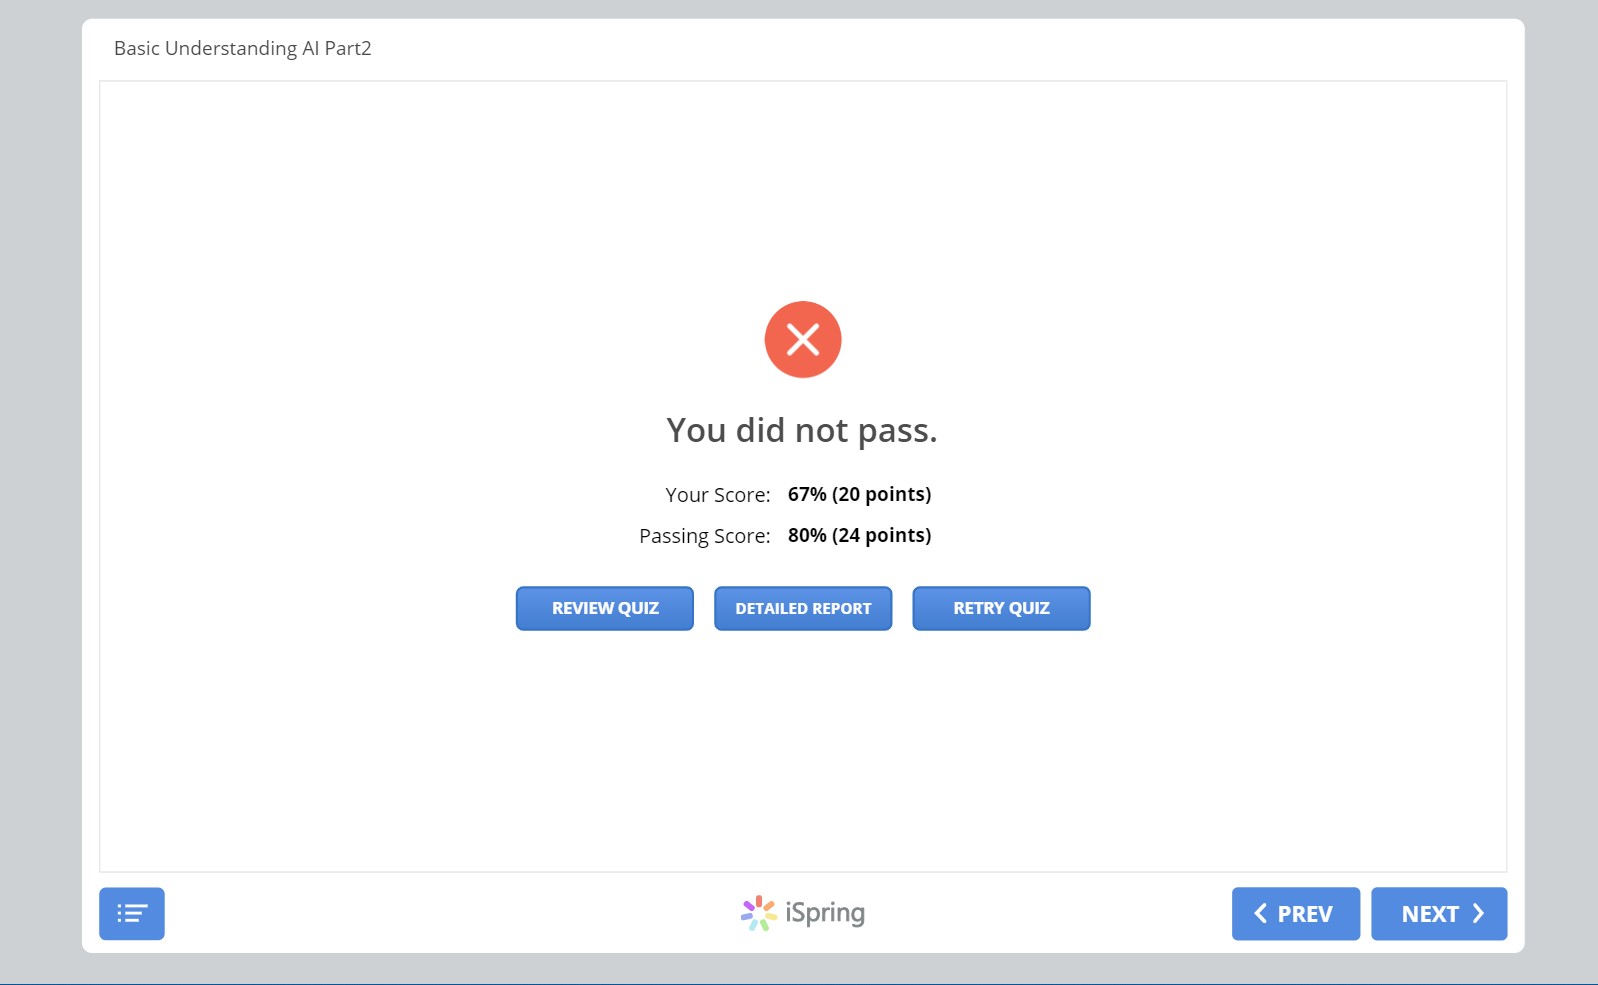 Basic Understanding AI Part2
You did not pass.
Your Score: 67% (20 points)
Passing Score: 80% (24 points)
REVIEW QUIZ DETAILED REPORT RETRY QUIZ
iSpring PREV NEXT